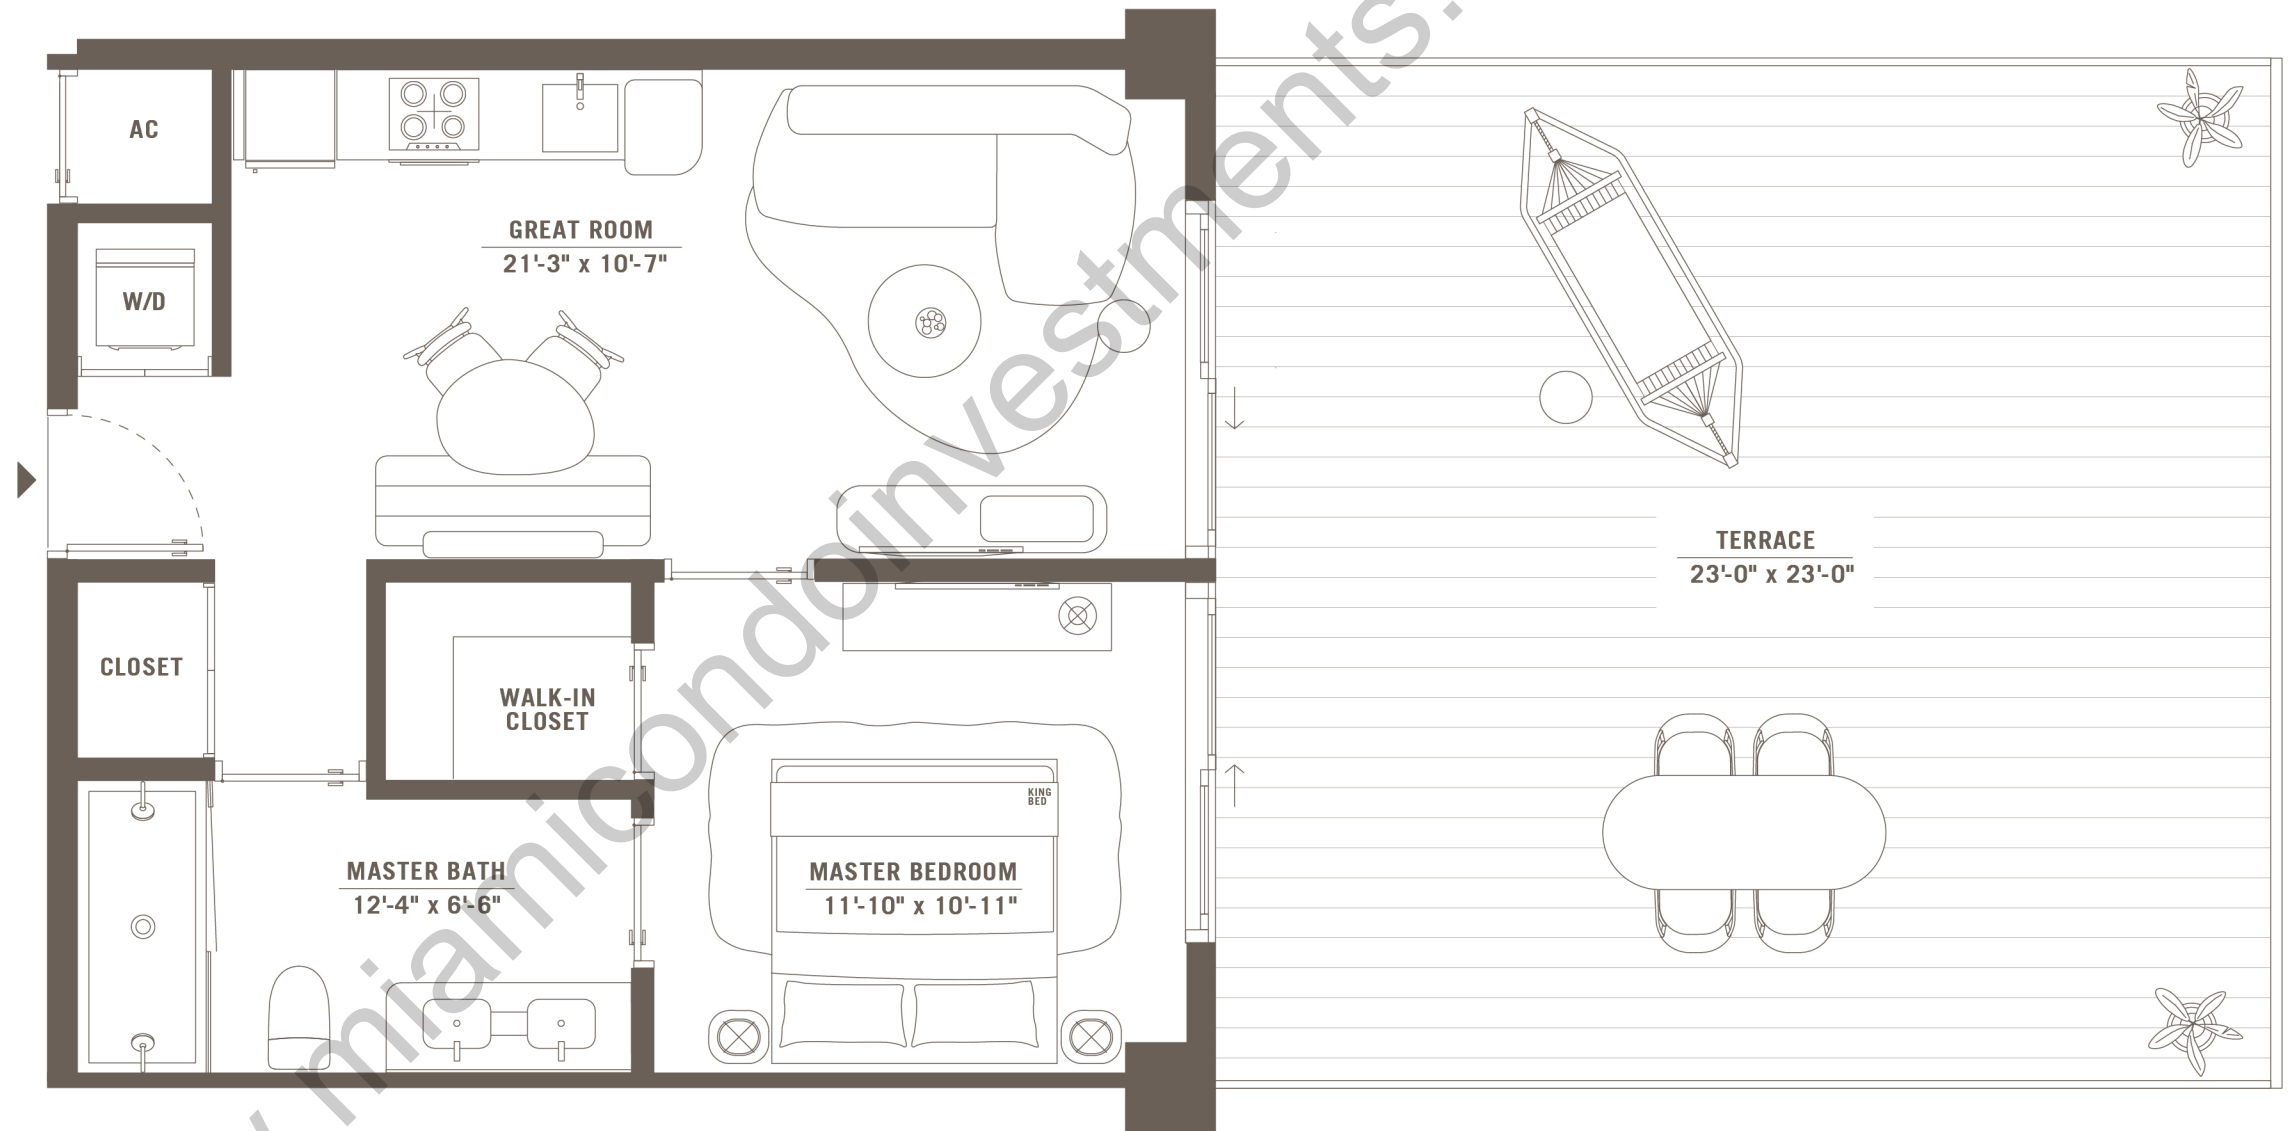 AC
W/D
GREAT ROOM
21'-3" x 10'-7"
TERRACE
23'-0" x 23'-0"
CLOSET
WALK-IN
CLOSET
KING
BED
MASTER BATH
12'-4" x 6'-6"
MASTER BEDROOM
11'-10" x 10'-11"
miamicondoinvestments.